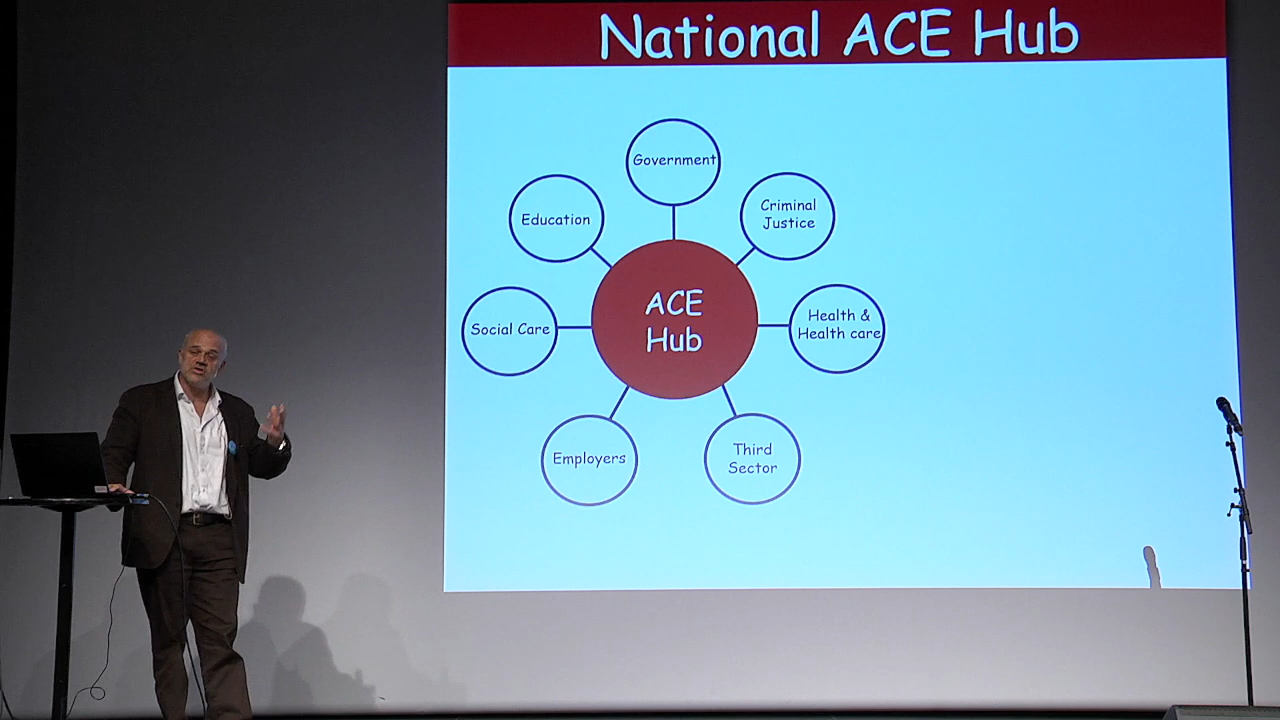 National ACE Hub
Government
Education
Criminal
Justice
ACE
Hub
Social Care
Health &
Health care
Employers
Third
Sector